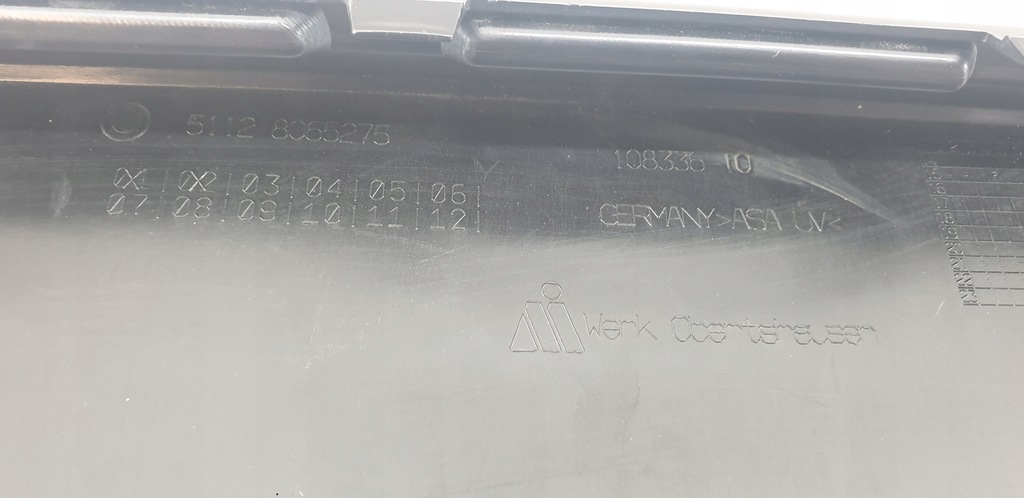 5112 8065275
01|02|03|04|05|06|
07|08|09|10|11|12|
108336 10
GERMANY >ASA UV<
Werk Obertshausen